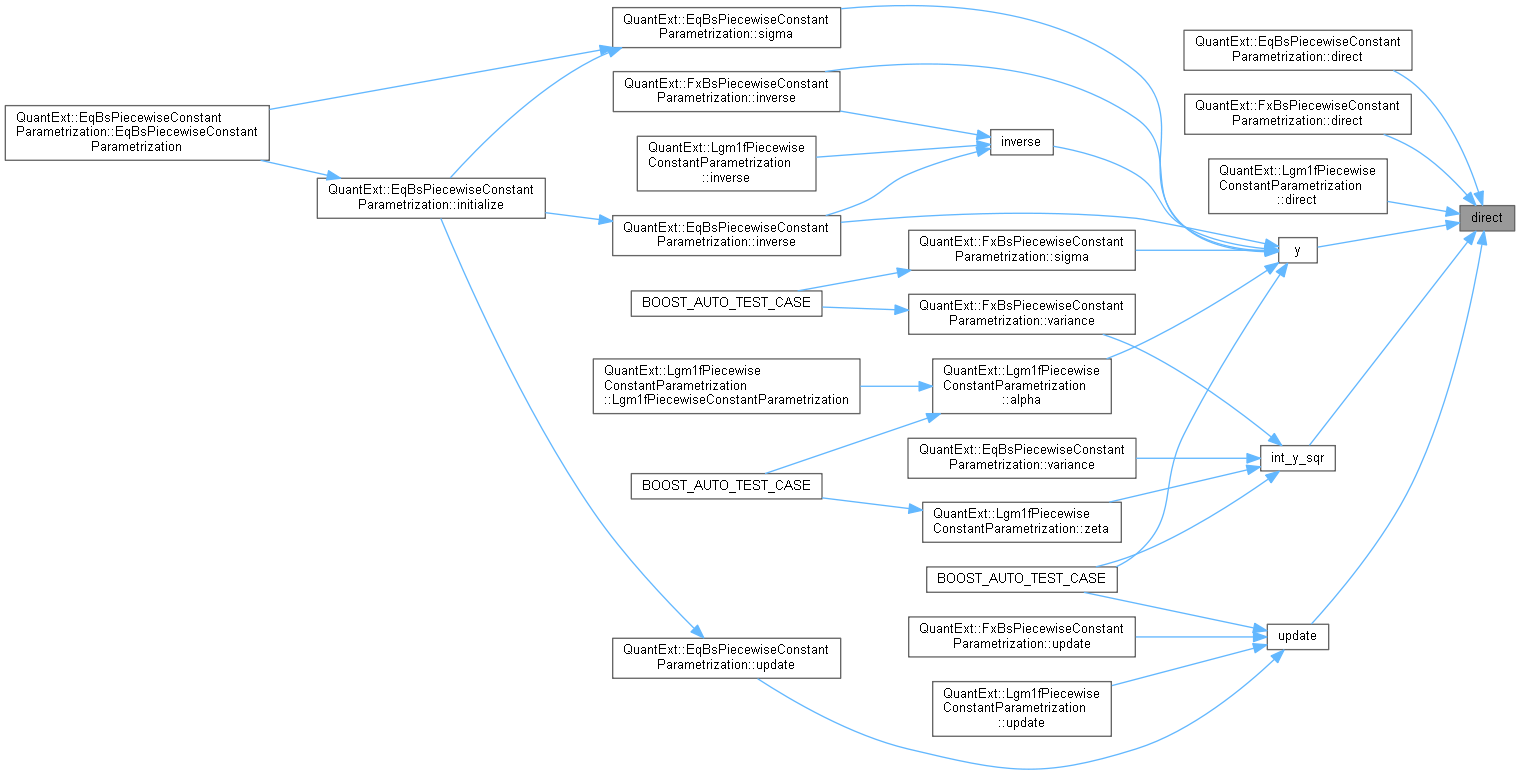 QuantExt::EqBsPiecewiseConstant
Parametrization::EqBsPiecewiseConstant
Parametrization
QuantExt::EqBsPiecewiseConstant
Parametrization::initialize
QuantExt::EqBsPiecewiseConstant
Parametrization::sigma
QuantExt::FxBsPiecewiseConstant
Parametrization::inverse
QuantExt::Lgm1fPiecewise
ConstantParametrization
::inverse
QuantExt::EqBsPiecewiseConstant
Parametrization::inverse
BOOST_AUTO_TEST_CASE
QuantExt::Lgm1fPiecewise
ConstantParametrization
::Lgm1fPiecewiseConstantParametrization
BOOST_AUTO_TEST_CASE
QuantExt::EqBsPiecewiseConstant
Parametrization::update
inverse
QuantExt::FxBsPiecewiseConstant
Parametrization::sigma
QuantExt::FxBsPiecewiseConstant
Parametrization::variance
QuantExt::Lgm1fPiecewise
ConstantParametrization
::alpha
QuantExt::EqBsPiecewiseConstant
Parametrization::variance
QuantExt::Lgm1fPiecewise
ConstantParametrization::zeta
BOOST_AUTO_TEST_CASE
QuantExt::FxBsPiecewiseConstant
Parametrization::update
QuantExt::Lgm1fPiecewise
ConstantParametrization
::update
QuantExt::EqBsPiecewiseConstant
Parametrization::direct
QuantExt::FxBsPiecewiseConstant
Parametrization::direct
QuantExt::Lgm1fPiecewise
ConstantParametrization
::direct
y
int_y_sqr
update
direct